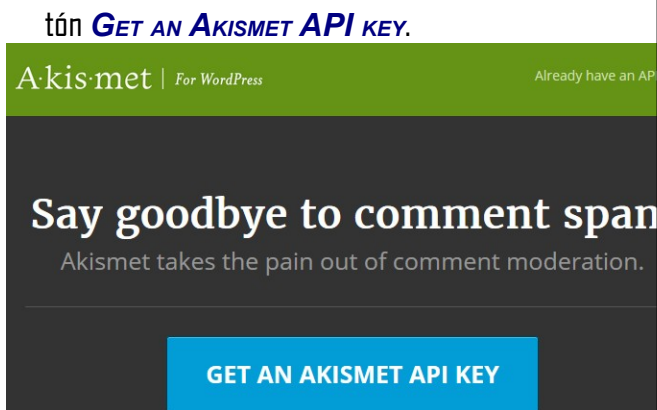 tón GET AN AKISMET API KEY.
A·kis·met | For WordPress
Already have an AP
Say goodbye to comment span
Akismet takes the pain out of comment moderation.
GET AN AKISMET API KEY